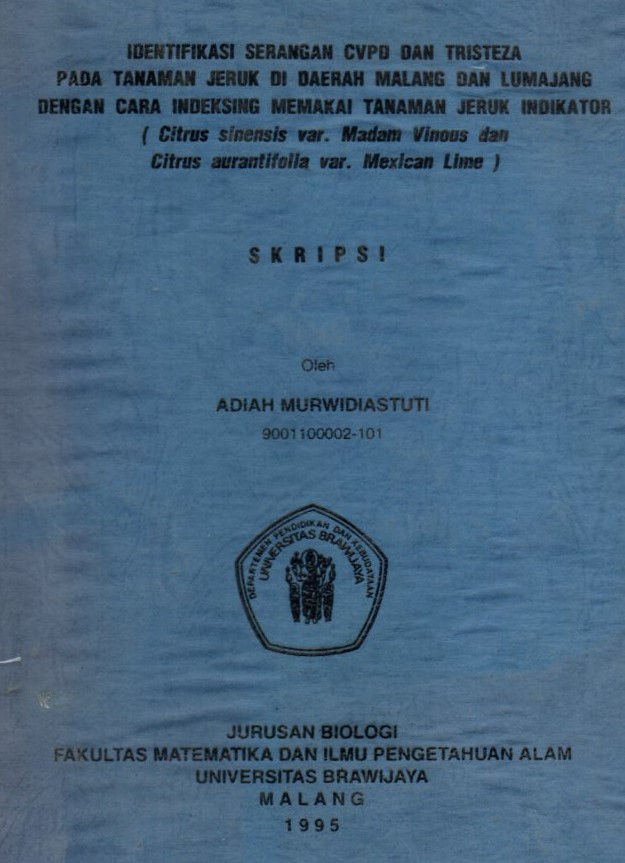 IDENTIFIKASI SERANGAN CVPD DAN TRISTEZA
PADA TANAMAN JERUK DI DAERAH MALANG DAN LUMAJANG
DENGAN CARA INDEKSING MEMAKAI TANAMAN JERUK INDIKATOR
( Citrus sinensis var. Madam Vinous dan
Citrus aurantifolia var. Mexican Lime )
SKRIPSI
Oleh
ADIAH MURWIDIASTUTI
9001100002-101
DEPARTEMEN PENDIDIKAN DAN KEBUDAYAAN
UNIVERSITAS BRAWIJAYA
JURUSAN BIOLOGI
FAKULTAS MATEMATIKA DAN ILMU PENGETAHUAN ALAM
UNIVERSITAS BRAWIJAYA
MALANG
1995